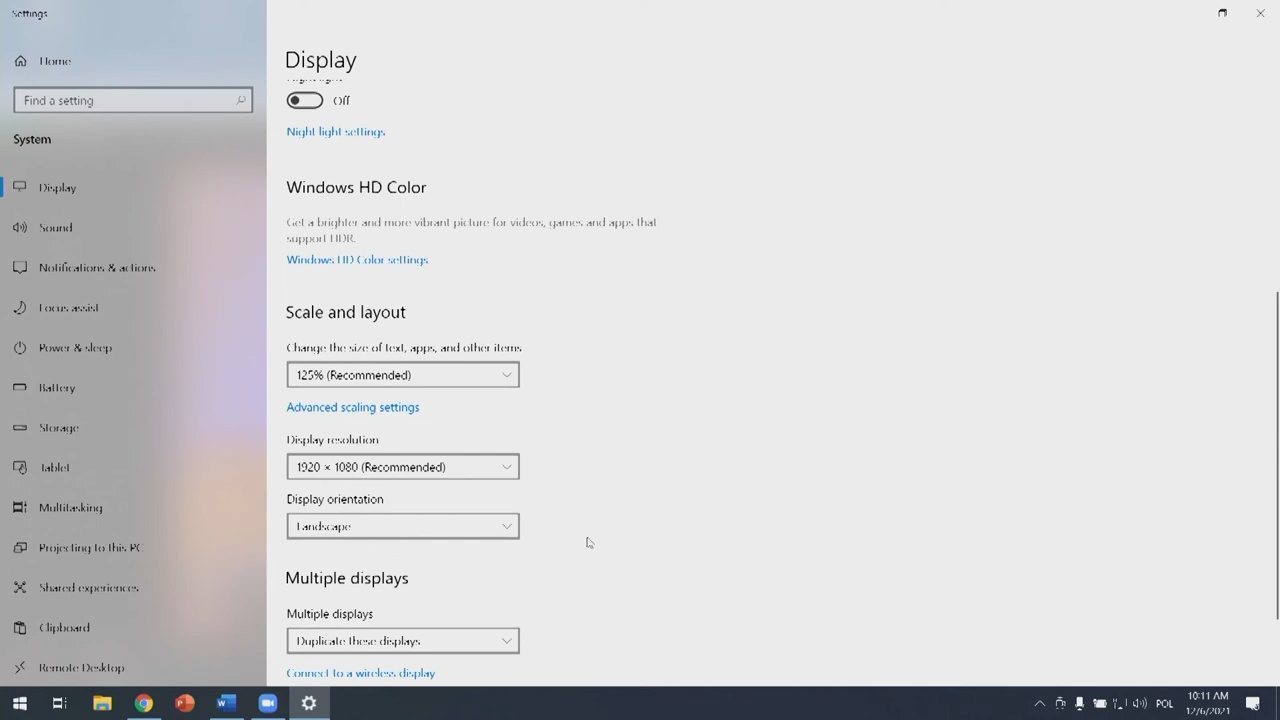 Settings
Home
Find a setting
System
Display
Sound
Notifications & actions
Focus assist
Power & sleep
Battery
Storage
Tablet
Multitasking
Projecting to this PC
Shared experiences
Clipboard
Remote Desktop
Display
Night light
Off
Night light settings
Windows HD Color
Get a brighter and more vibrant picture for videos, games and apps that
support HDR.
Windows HD Color settings
Scale and layout
Change the size of text, apps, and other items
125% (Recommended)
Advanced scaling settings
Display resolution
1920 × 1080 (Recommended)
Display orientation
Landscape
Multiple displays
Multiple displays
Duplicate these displays
Connect to a wireless display
POL
10:11 AM
12/6/2021